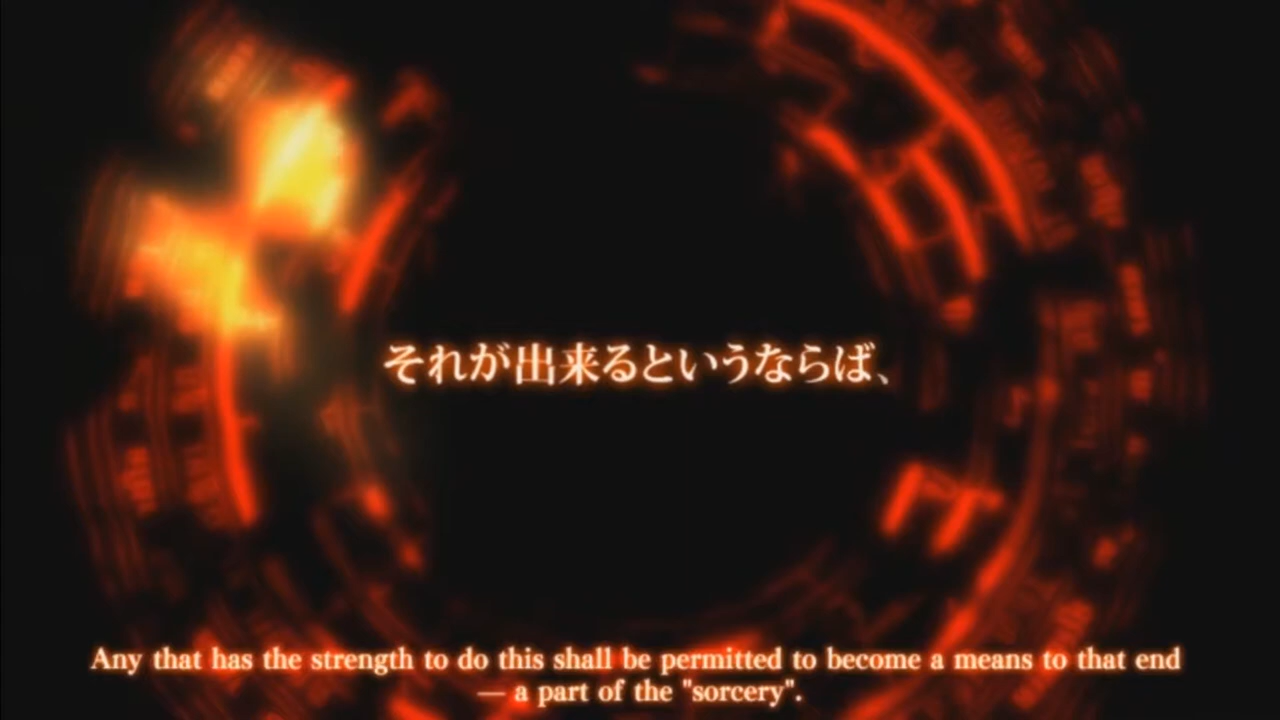 それが出来るというならば、
Any that has the strength to do this shall be permitted to become a means to that end
— a part of the "sorcery".